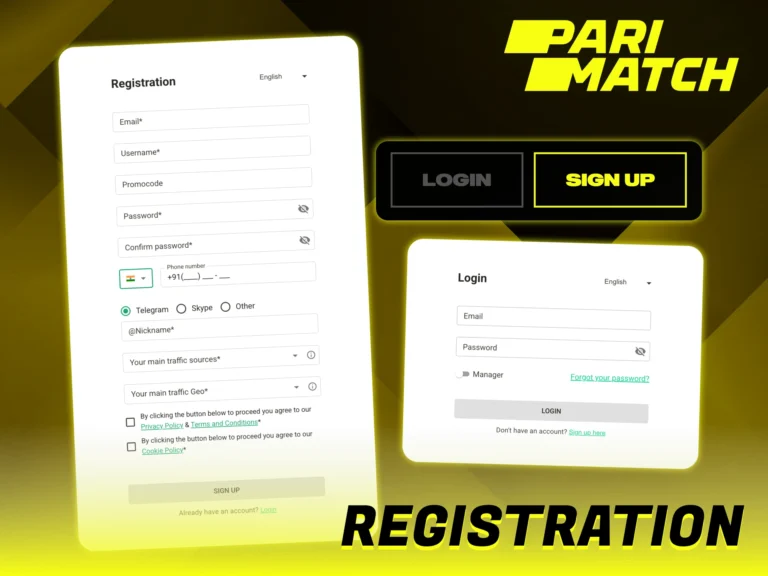 Registration
English
Email*
Username*
Promocode
Password*
Confirm password*
Phone number
+91(___) ___ - ___
Telegram
Skype
Other
@Nickname*
Your main traffic sources*
Your main traffic Geo*
By clicking the button below to proceed you agree to our
Privacy Policy & Terms and Conditions*
By clicking the button below to proceed you agree to our
Cookie Policy*
SIGN UP
Already have an account? Login
PARI
MATCH
LOGIN
SIGN UP
Login
English
Email
Password
Manager
Forgot your password?
LOGIN
Don't have an account? Sign up here
REGISTRATION